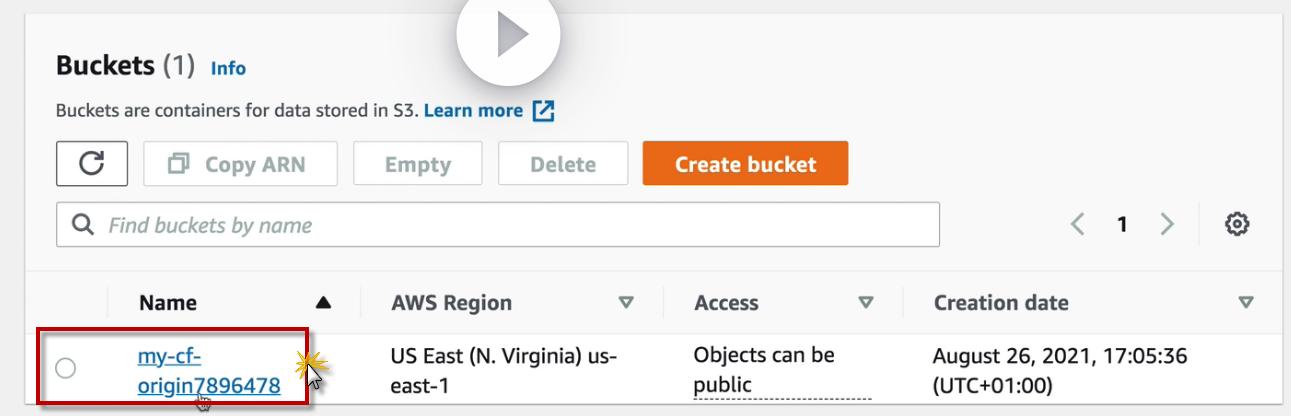 Buckets (1) Info
Buckets are containers for data stored in S3. Learn more
Copy ARN Empty Delete Create bucket
Find buckets by name 1
Name AWS Region Access Creation date
my-cf- US East (N. Virginia) us- Objects can be August 26, 2021, 17:05:36
origin7896478 east-1 public (UTC+01:00)